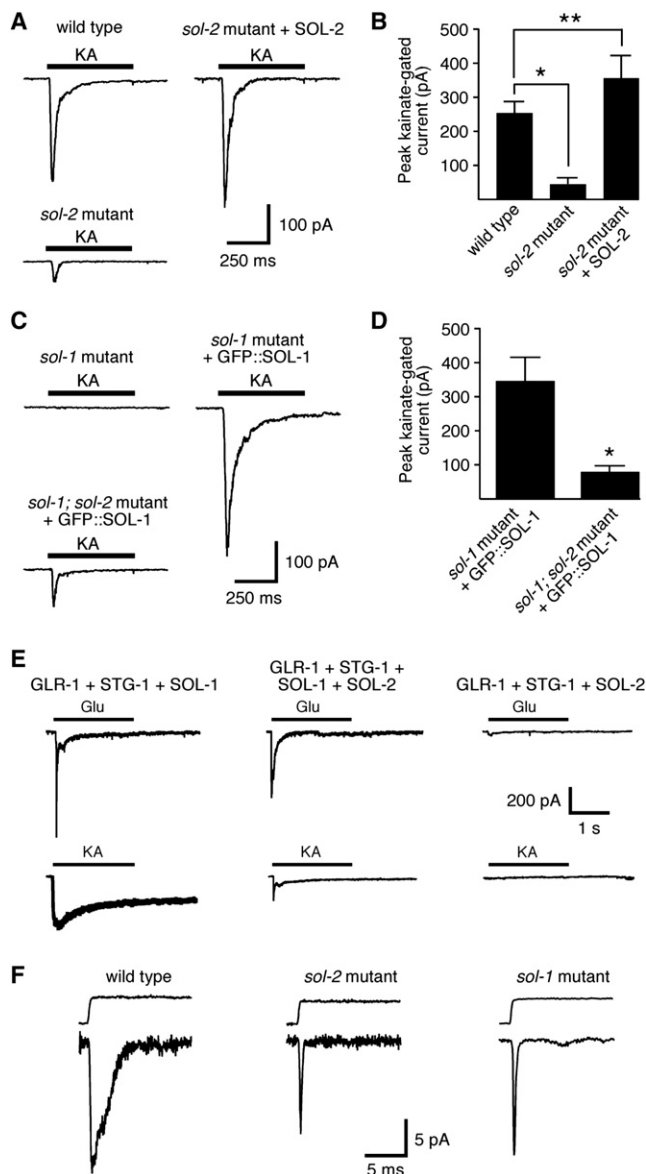 A
wild type
KA
sol-2 mutant + SOL-2
KA
sol-2 mutant
KA
100 pA
250 ms
B
Peak kainate-gated
current (pA)
500
400
300
200
100
*
**
wild type
sol-2 mutant
sol-2 mutant
+ SOL-2
C
sol-1 mutant
KA
sol-1 mutant
+ GFP::SOL-1
KA
sol-1; sol-2 mutant
+ GFP::SOL-1
KA
100 pA
250 ms
D
Peak kainate-gated
current (pA)
500
400
300
200
100
*
sol-1 mutant
+ GFP::SOL-1
sol-1; sol-2 mutant
+ GFP::SOL-1
E
GLR-1 + STG-1 + SOL-1
Glu
GLR-1 + STG-1 +
SOL-1 + SOL-2
Glu
GLR-1 + STG-1 + SOL-2
Glu
200 pA
1 s
KA
KA
KA
F
wild type
sol-2 mutant
sol-1 mutant
5 pA
5 ms